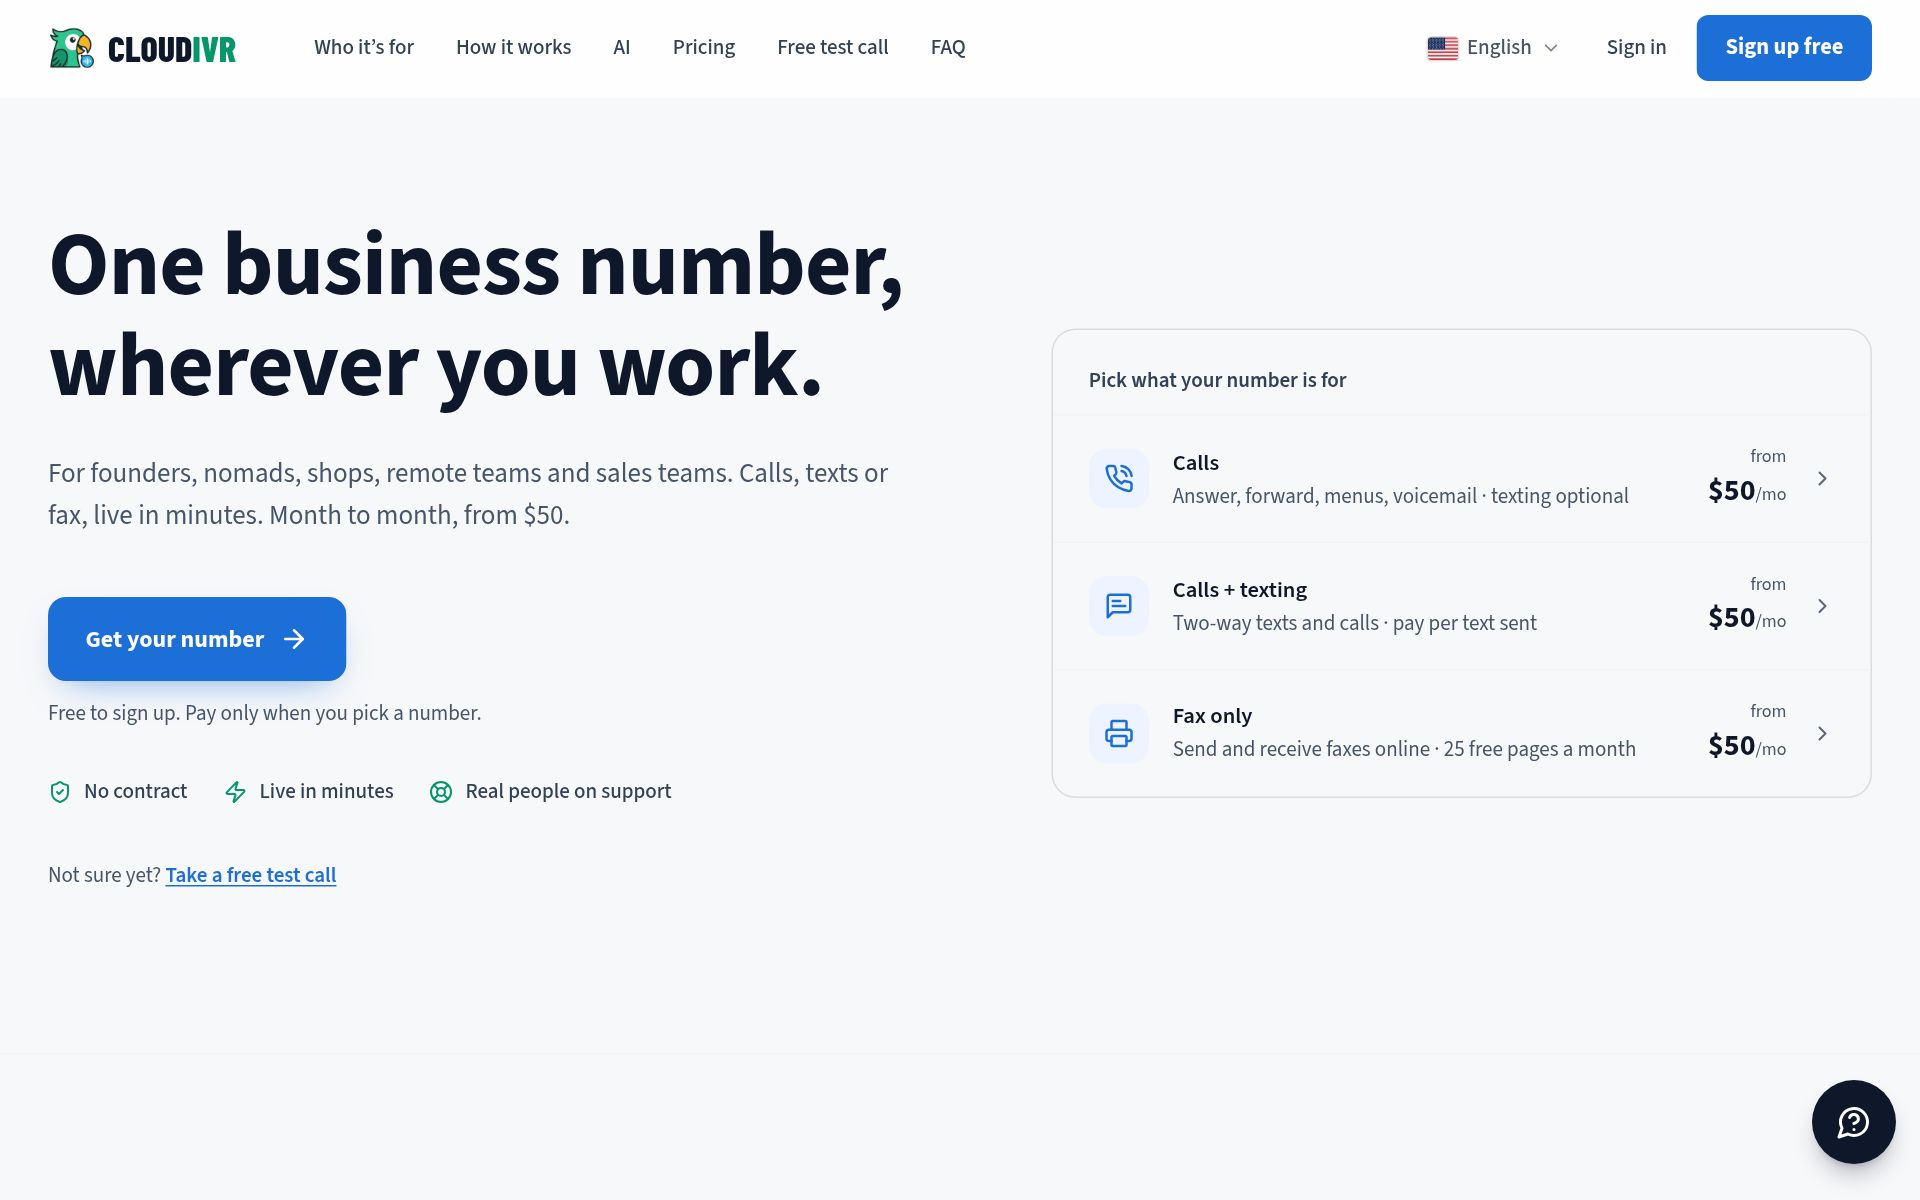 CLOUDIVR
Who it’s for
How it works
AI
Pricing
Free test call
FAQ
English
Sign in
Sign up free
One business number,
wherever you work.
For founders, nomads, shops, remote teams and sales teams. Calls, texts or
fax, live in minutes. Month to month, from $50.
Get your number
Free to sign up. Pay only when you pick a number.
No contract
Live in minutes
Real people on support
Not sure yet? Take a free test call
Pick what your number is for
Calls
Answer, forward, menus, voicemail · texting optional
from
$50/mo
Calls + texting
Two-way texts and calls · pay per text sent
from
$50/mo
Fax only
Send and receive faxes online · 25 free pages a month
from
$50/mo